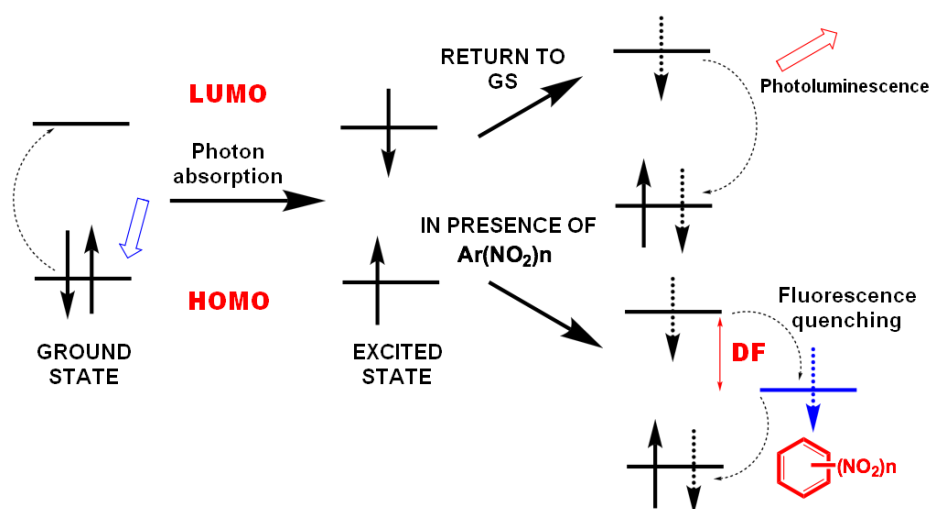 RETURN TO
GS
Photoluminescence
LUMO
Photon
absorption
IN PRESENCE OF
Ar(NO₂)n
HOMO
Fluorescence
quenching
GROUND
STATE
EXCITED
STATE
DF
(NO₂)n